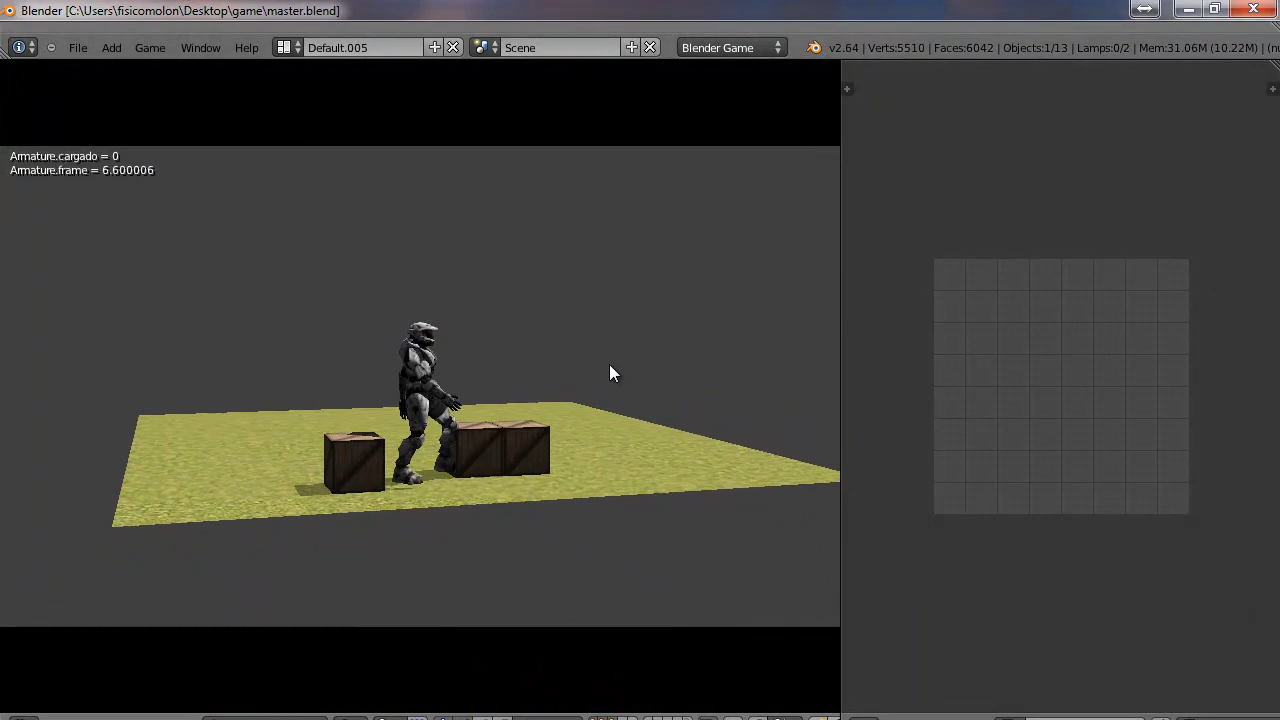 Blender [C:\Users\fisicomolon\Desktop\game\master.blend]
File Add Game Window Help Default.005 Scene Blender Game v2.64 | Verts:5510 | Faces:6042 | Objects:1/13 | Lamps:0/2 | Mem:31.06M (10.22M) |
Armature.cargado = 0
Armature.frame = 6.600006